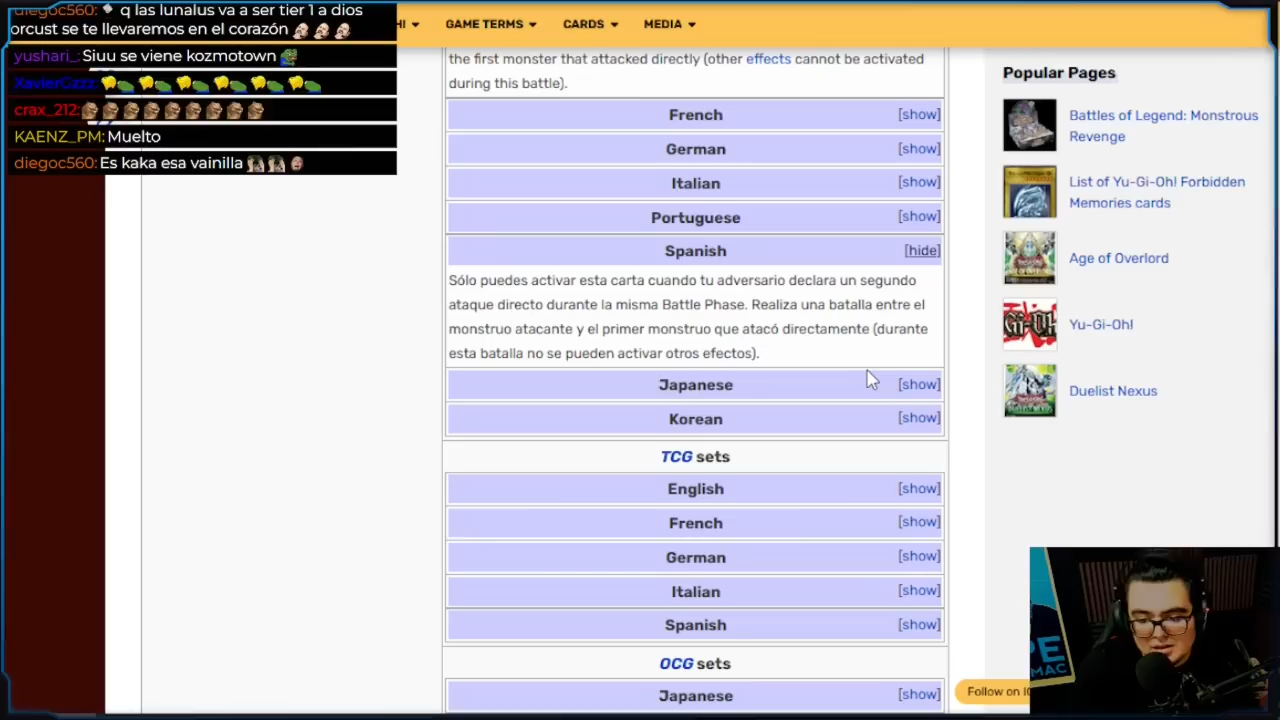 diegoc560: q las lunalus va a ser tier 1 a dios
orcust se te llevaremos en el corazón
yushari_: Siuu se viene kozmotown
XavierGzzz:
crax_212:
KAENZ_PM: Muelto
diegoc560: Es kaka esa vainilla
HI
GAME TERMS
CARDS
MEDIA
the first monster that attacked directly (other effects cannot be activated
during this battle).
French [show]
German [show]
Italian [show]
Portuguese [show]
Spanish [hide]
Sólo puedes activar esta carta cuando tu adversario declara un segundo
ataque directo durante la misma Battle Phase. Realiza una batalla entre el
monstruo atacante y el primer monstruo que atacó directamente (durante
esta batalla no se pueden activar otros efectos).
Japanese [show]
Korean [show]
TCG sets
English [show]
French [show]
German [show]
Italian [show]
Spanish [show]
OCG sets
Japanese [show]
Popular Pages
Battles of Legend: Monstrous
Revenge
List of Yu-Gi-Oh! Forbidden
Memories cards
Age of Overlord
Yu-Gi-Oh!
Duelist Nexus
PE
MAC
Follow on IG